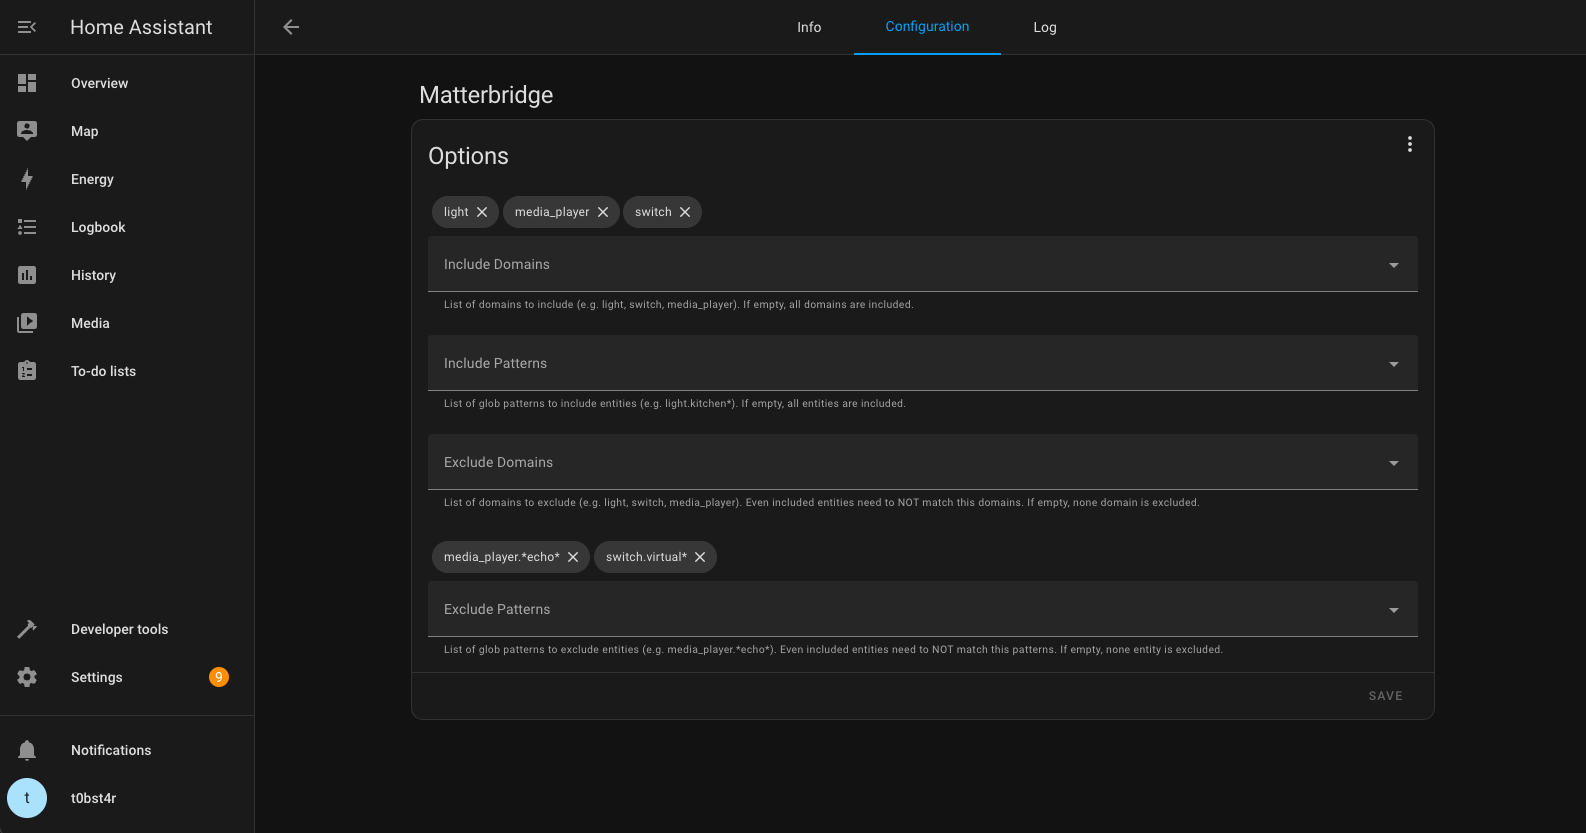 Home Assistant
Overview
Map
Energy
Logbook
History
Media
To-do lists
Developer tools
Settings
9
Notifications
t
t0bst4r
Info
Configuration
Log
Matterbridge
Options
light
media_player
switch
Include Domains
List of domains to include (e.g. light, switch, media_player). If empty, all domains are included.
Include Patterns
List of glob patterns to include entities (e.g. light.kitchen*). If empty, all entities are included.
Exclude Domains
List of domains to exclude (e.g. light, switch, media_player). Even included entities need to NOT match this domains. If empty, none domain is excluded.
media_player.*echo*
switch.virtual*
Exclude Patterns
List of glob patterns to exclude entities (e.g. media_player.*echo*). Even included entities need to NOT match this patterns. If empty, none entity is excluded.
SAVE